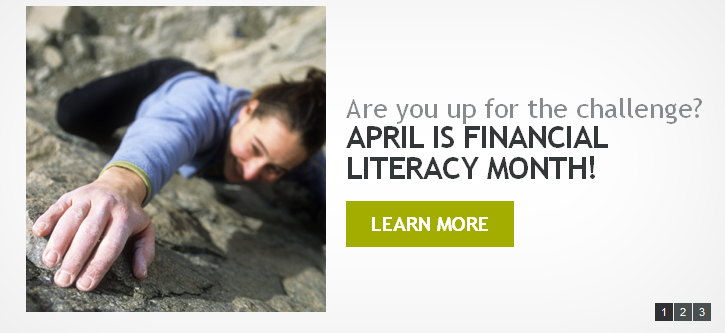 Are you up for the challenge?
APRIL IS FINANCIAL
LITERACY MONTH!
LEARN MORE
1 2 3